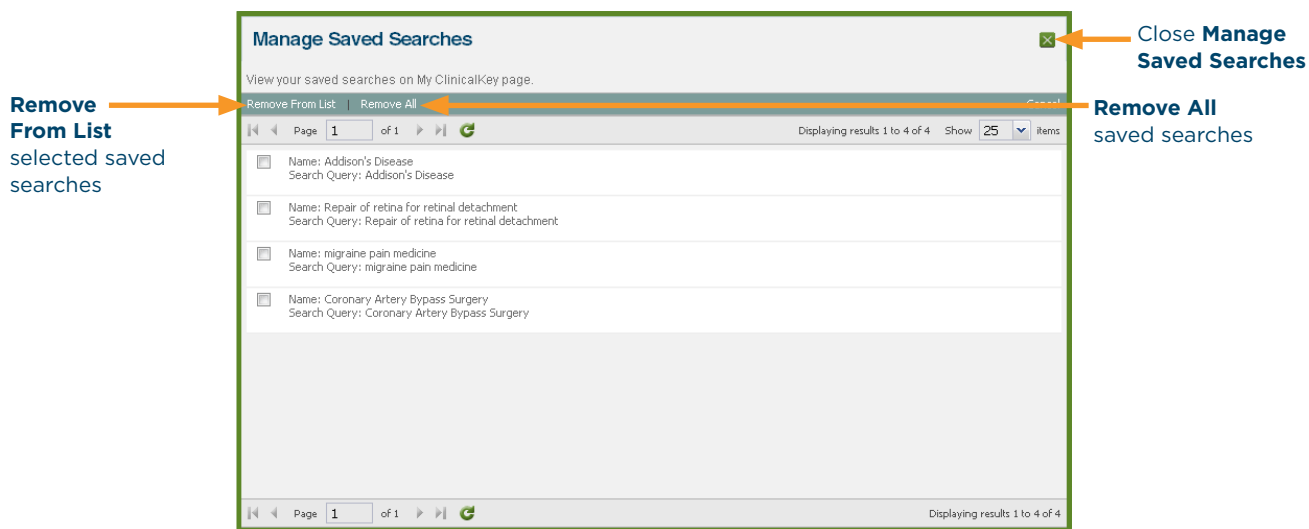 Manage Saved Searches
Close Manage
Saved Searches
View your saved searches on My ClinicalKey page.
Remove
From List
selected saved
searches
Remove From List | Remove All
Cancel
Remove All
saved searches
Page 1 of 1
Displaying results 1 to 4 of 4 Show 25 items
Name: Addison's Disease
Search Query: Addison's Disease
Name: Repair of retina for retinal detachment
Search Query: Repair of retina for retinal detachment
Name: migraine pain medicine
Search Query: migraine pain medicine
Name: Coronary Artery Bypass Surgery
Search Query: Coronary Artery Bypass Surgery
Page 1 of 1
Displaying results 1 to 4 of 4